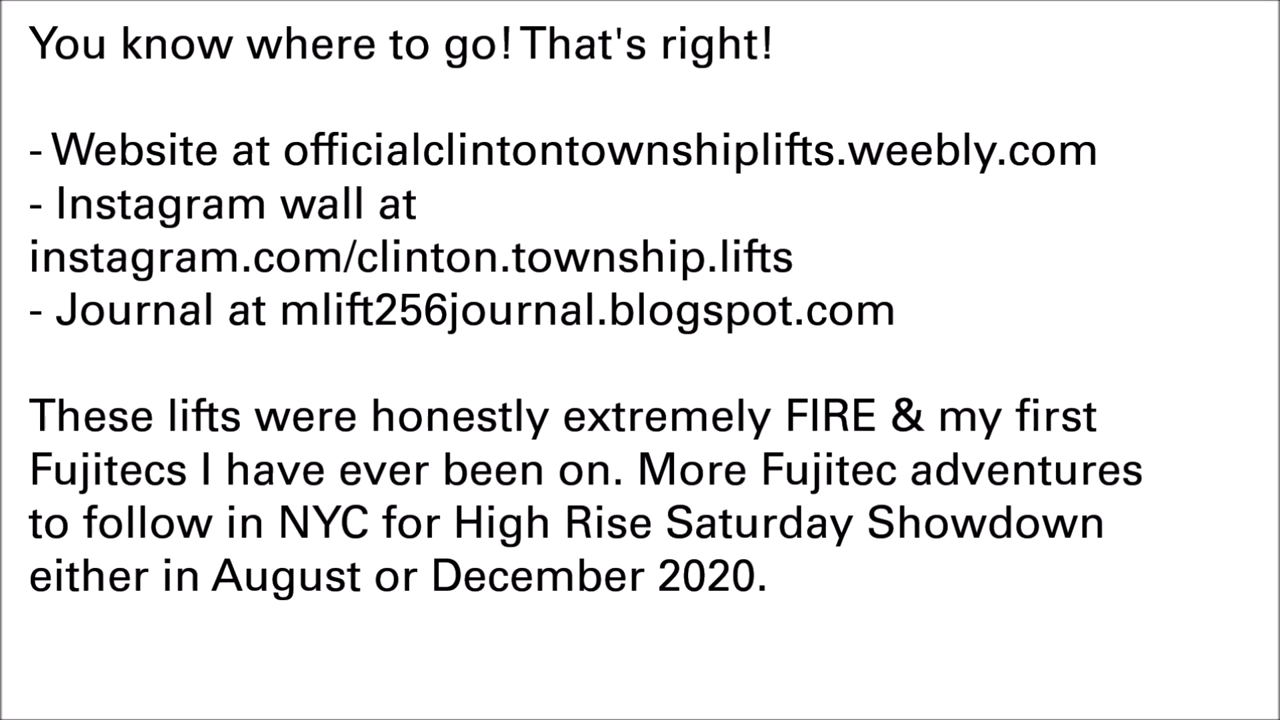 You know where to go! That's right!
- Website at officialclintontownshiplifts.weebly.com
- Instagram wall at
instagram.com/clinton.township.lifts
- Journal at mlift256journal.blogspot.com
These lifts were honestly extremely FIRE & my first
Fujitecs I have ever been on. More Fujitec adventures
to follow in NYC for High Rise Saturday Showdown
either in August or December 2020.